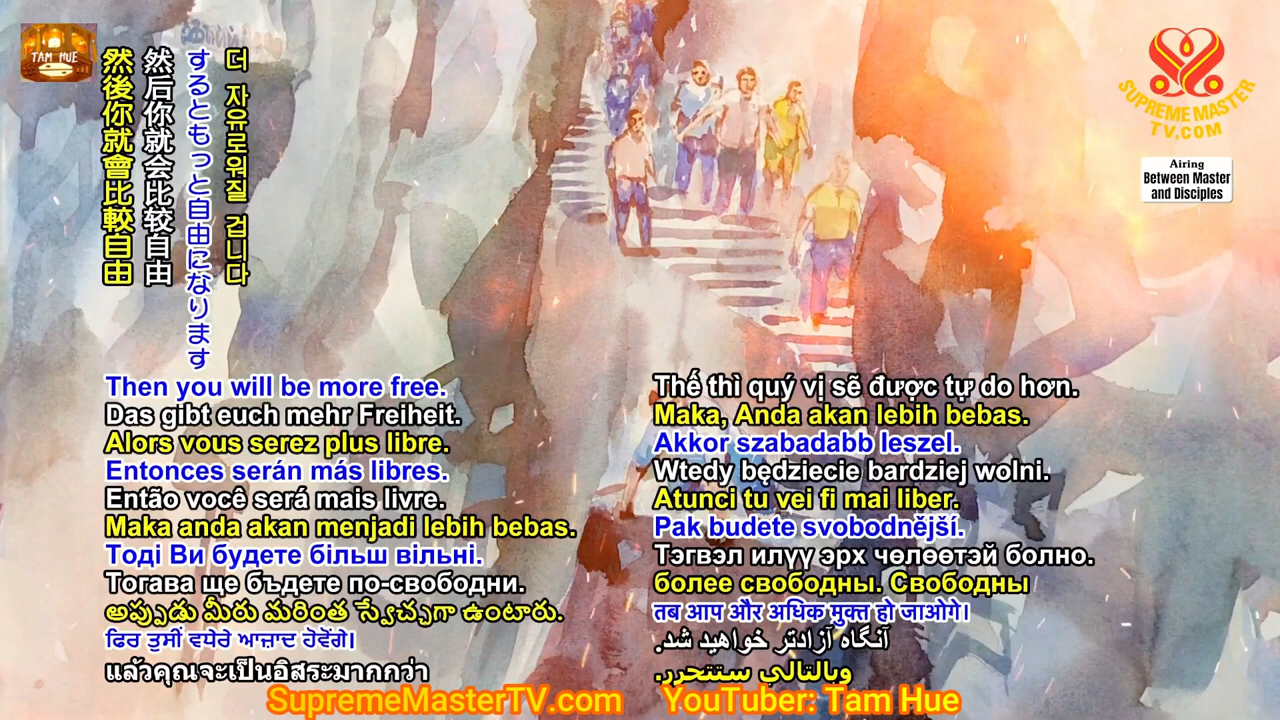 TAM HUE
然後你就會比較自由
然后你就会比较自由
するともっと自由になります
더 자유로워질 겁니다
SUPREME MASTER
TV.COM
Airing
Between Master
and Disciples
Then you will be more free.
Das gibt euch mehr Freiheit.
Alors vous serez plus libre.
Entonces serán más libres.
Então você será mais livre.
Maka anda akan menjadi lebih bebas.
Тоді Ви будете більш вільні.
Тогава ще бъдете по-свободни.
అప్పుడు మీరు మరింత స్వేచ్ఛగా ఉంటారు.
ਫਿਰ ਤੁਸੀਂ ਵਧੇਰੇ ਆਜ਼ਾਦ ਹੋਵੋਂਗੇ।
แล้วคุณจะเป็นอิสระมากกว่า
Thế thì quý vị sẽ được tự do hơn.
Maka, Anda akan lebih bebas.
Akkor szabadabb leszel.
Wtedy będziecie bardziej wolni.
Atunci tu vei fi mai liber.
Pak budete svobodnější.
Тэгвэл илүү эрх чөлөөтэй болно.
более свободны. Свободны
तब आप और अधिक मुक्त हो जाओगे।
آنگاه آزادتر خواهید شد.
وبالتالي ستتحرر.
SupremeMasterTV.com
YouTuber: Tam Hue